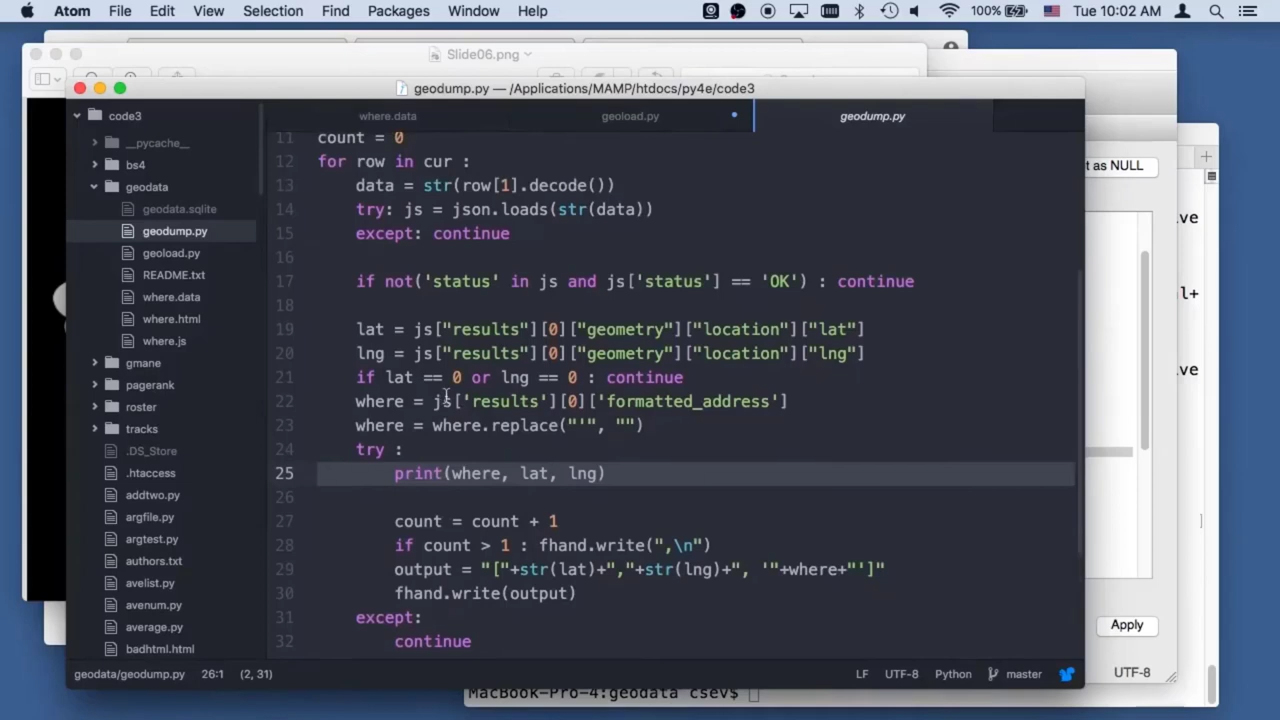 Atom File Edit View Selection Find Packages Window Help 100% Tue 10:02 AM
Slide06.png
geodump.py — /Applications/MAMP/htdocs/py4e/code3
where.data geoload.py geodump.py
code3
__pycache__
bs4
geodata
geodata.sqlite
geodump.py
geoload.py
README.txt
where.data
where.html
where.js
gmane
pagerank
roster
tracks
.DS_Store
.htaccess
addtwo.py
argfile.py
argtest.py
authors.txt
avelist.py
avenum.py
average.py
badhtml.html
11 count = 0
12 for row in cur :
13 data = str(row[1].decode())
14 try: js = json.loads(str(data))
15 except: continue
16
17 if not('status' in js and js['status'] == 'OK') : continue
18
19 lat = js["results"][0]["geometry"]["location"]["lat"]
20 lng = js["results"][0]["geometry"]["location"]["lng"]
21 if lat == 0 or lng == 0 : continue
22 where = js['results'][0]['formatted_address']
23 where = where.replace("'", "")
24 try :
25 print(where, lat, lng)
26
27 count = count + 1
28 if count > 1 : fhand.write(",\n")
29 output = "["+str(lat)+","+str(lng)+", '"+where+"']"
30 fhand.write(output)
31 except:
32 continue
geodata/geodump.py 26:1 (2, 31) LF UTF-8 Python master
t as NULL
ve
l+
ve
]
Apply
UTF-8
MacBook-Pro-4:geodata csev$